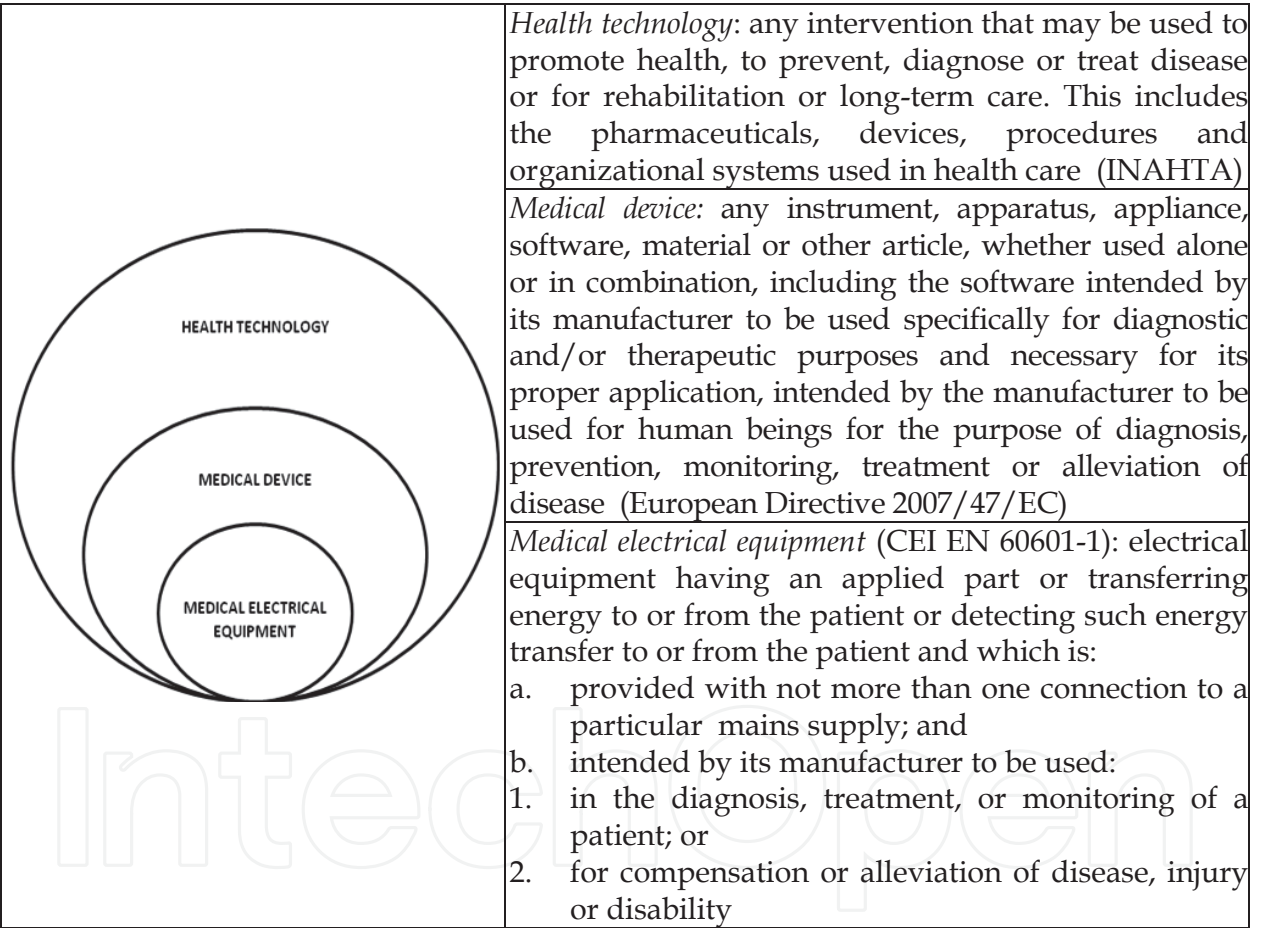 HEALTH TECHNOLOGY
MEDICAL DEVICE
MEDICAL ELECTRICAL
EQUIPMENT
Health technology: any intervention that may be used to
promote health, to prevent, diagnose or treat disease
or for rehabilitation or long-term care. This includes
the pharmaceuticals, devices, procedures and
organizational systems used in health care (INAHTA)
Medical device: any instrument, apparatus, appliance,
software, material or other article, whether used alone
or in combination, including the software intended by
its manufacturer to be used specifically for diagnostic
and/or therapeutic purposes and necessary for its
proper application, intended by the manufacturer to be
used for human beings for the purpose of diagnosis,
prevention, monitoring, treatment or alleviation of
disease (European Directive 2007/47/EC)
Medical electrical equipment (CEI EN 60601-1): electrical
equipment having an applied part or transferring
energy to or from the patient or detecting such energy
transfer to or from the patient and which is:
a. provided with not more than one connection to a
particular mains supply; and
b. intended by its manufacturer to be used:
1. in the diagnosis, treatment, or monitoring of a
patient; or
2. for compensation or alleviation of disease, injury
or disability
IntechOpen